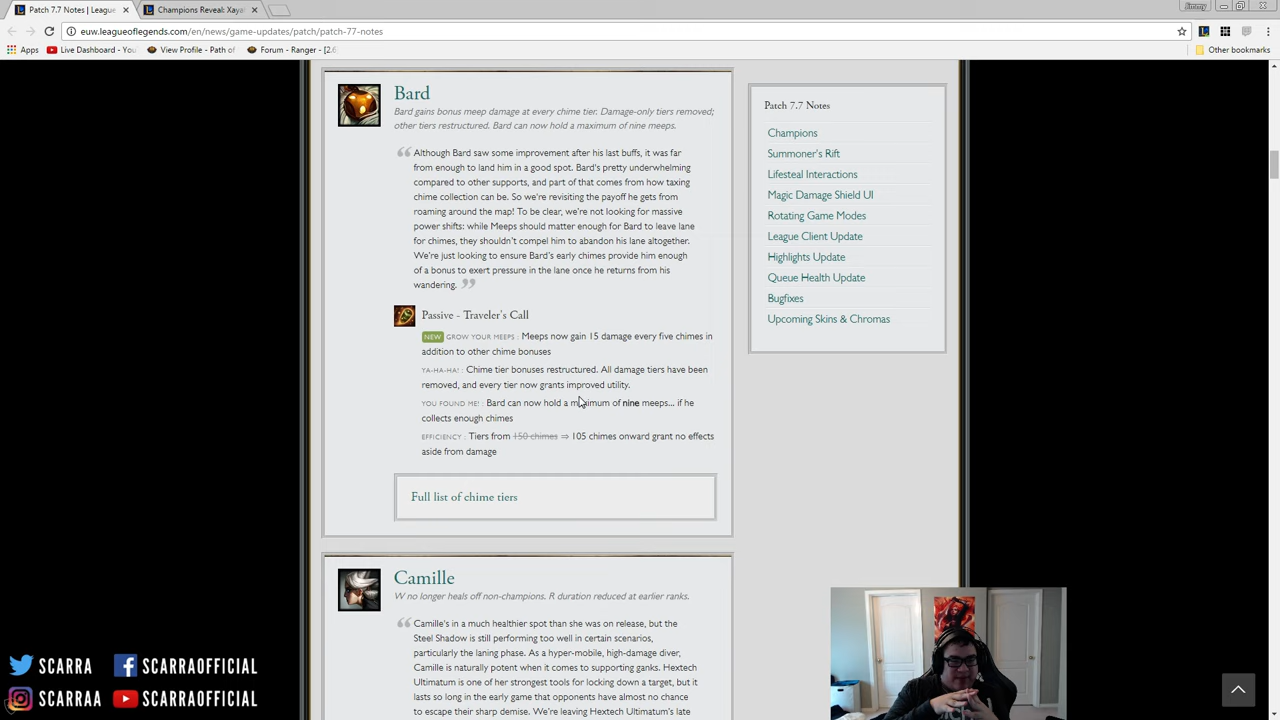 Patch 7.7 Notes | Leagu
Champions Reveal: Xaya
Jimmy
euw.leagueoflegends.com/en/news/game-updates/patch/patch-77-notes
Apps
Live Dashboard - You
View Profile - Path of
Forum - Ranger - [2.6
Other bookmarks
Bard
Bard gains bonus meep damage at every chime tier. Damage-only tiers removed;
other tiers restructured. Bard can now hold a maximum of nine meeps.
Although Bard saw some improvement after his last buffs, it was far
from enough to land him in a good spot. Bard's pretty underwhelming
compared to other supports, and part of that comes from how taxing
chime collection can be. So we're revisiting the payoff he gets from
roaming around the map! To be clear, we're not looking for massive
power shifts: while Meeps should matter enough for Bard to leave lane
for chimes, they shouldn't compel him to abandon his lane altogether.
We're just looking to ensure Bard's early chimes provide him enough
of a bonus to exert pressure in the lane once he returns from his
wandering.
Passive - Traveler's Call
NEW GROW YOUR MEEPS : Meeps now gain 15 damage every five chimes in
addition to other chime bonuses
YA-HA-HA! : Chime tier bonuses restructured. All damage tiers have been
removed, and every tier now grants improved utility.
YOU FOUND ME! : Bard can now hold a maximum of nine meeps... if he
collects enough chimes
EFFICIENCY : Tiers from 150 chimes ⇒ 105 chimes onward grant no effects
aside from damage
Full list of chime tiers
Camille
W no longer heals off non-champions. R duration reduced at earlier ranks.
Camille's in a much healthier spot than she was on release, but the
Steel Shadow is still performing too well in certain scenarios,
particularly the laning phase. As a hyper-mobile, high-damage diver,
Camille is naturally potent when it comes to supporting ganks. Hextech
Ultimatum is one of her strongest tools for locking down a target, but it
lasts so long in the early game that opponents have almost no chance
to escape their sharp demise. We're leaving Hextech Ultimatum's late
Patch 7.7 Notes
Champions
Summoner's Rift
Lifesteal Interactions
Magic Damage Shield UI
Rotating Game Modes
League Client Update
Highlights Update
Queue Health Update
Bugfixes
Upcoming Skins & Chromas
SCARRA
SCARRAOFFICIAL
SCARRAA
SCARRAOFFICIAL